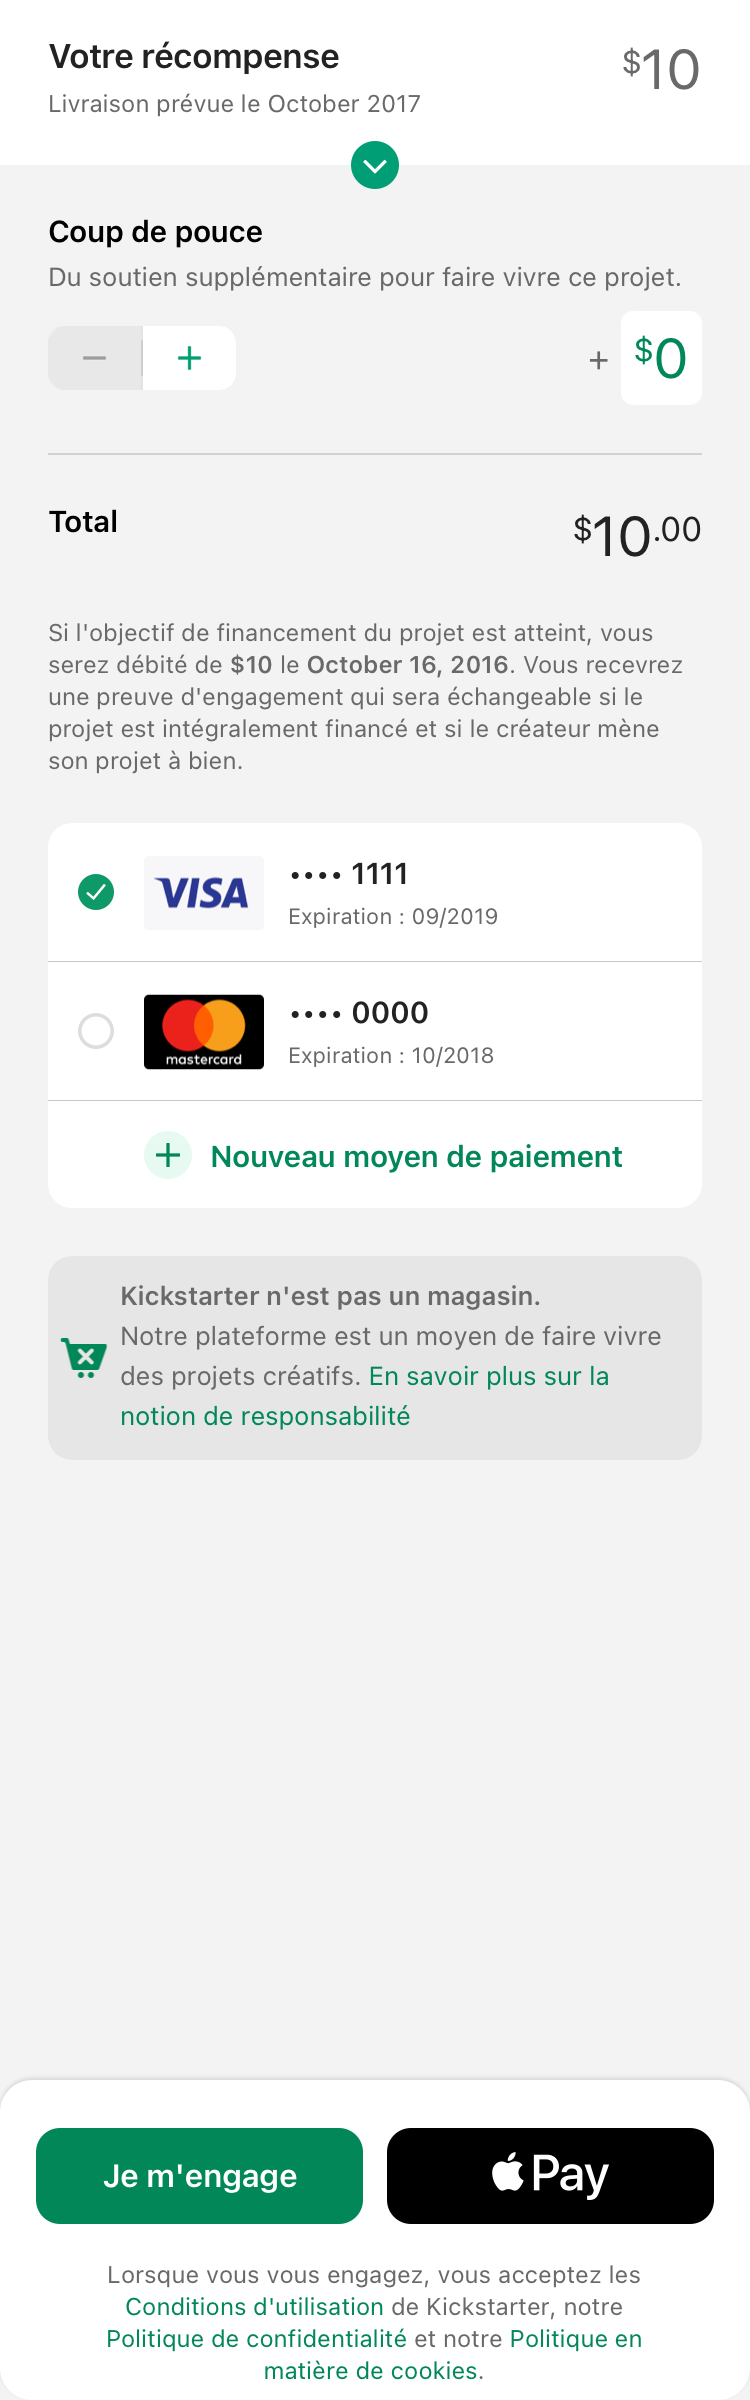 Votre récompense
$10
Livraison prévue le October 2017
Coup de pouce
Du soutien supplémentaire pour faire vivre ce projet.
− + + $0
Total
$10.00
Si l'objectif de financement du projet est atteint, vous
serez débité de $10 le October 16, 2016. Vous recevrez
une preuve d'engagement qui sera échangeable si le
projet est intégralement financé et si le créateur mène
son projet à bien.
VISA
•••• 1111
Expiration : 09/2019
mastercard
•••• 0000
Expiration : 10/2018
+ Nouveau moyen de paiement
Kickstarter n'est pas un magasin.
Notre plateforme est un moyen de faire vivre
des projets créatifs. En savoir plus sur la
notion de responsabilité
Je m'engage
Pay
Lorsque vous vous engagez, vous acceptez les
Conditions d'utilisation de Kickstarter, notre
Politique de confidentialité et notre Politique en
matière de cookies.